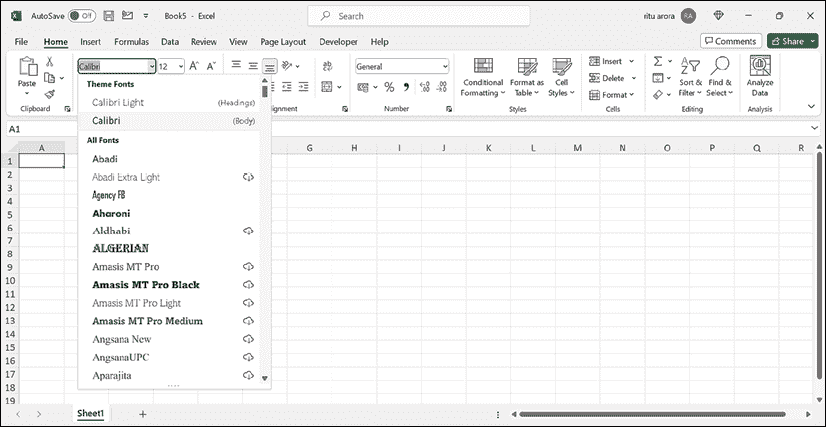 AutoSave Off Book5 - Excel Search ritu arora RA
File Home Insert Formulas Data Review View Page Layout Developer Help Comments Share
Calibri 12 General Insert
Paste Conditional Formatting Format as Table Cell Styles Delete Sort & Filter Find & Select Analyze Data
Format
Clipboard Alignment Number Styles Cells Editing Analysis
Theme Fonts
Calibri Light (Headings)
Calibri (Body)
All Fonts
Abadi
Abadi Extra Light
Agency FB
Aharoni
Aldhabi
ALGERIAN
Amasis MT Pro
Amasis MT Pro Black
Amasis MT Pro Light
Amasis MT Pro Medium
Angsana New
AngsanaUPC
Aparajita
A1
A G H I J K L M N O P Q R
1
2
3
4
5
6
7
8
9
10
11
12
13
14
15
16
17
18
19
Sheet1